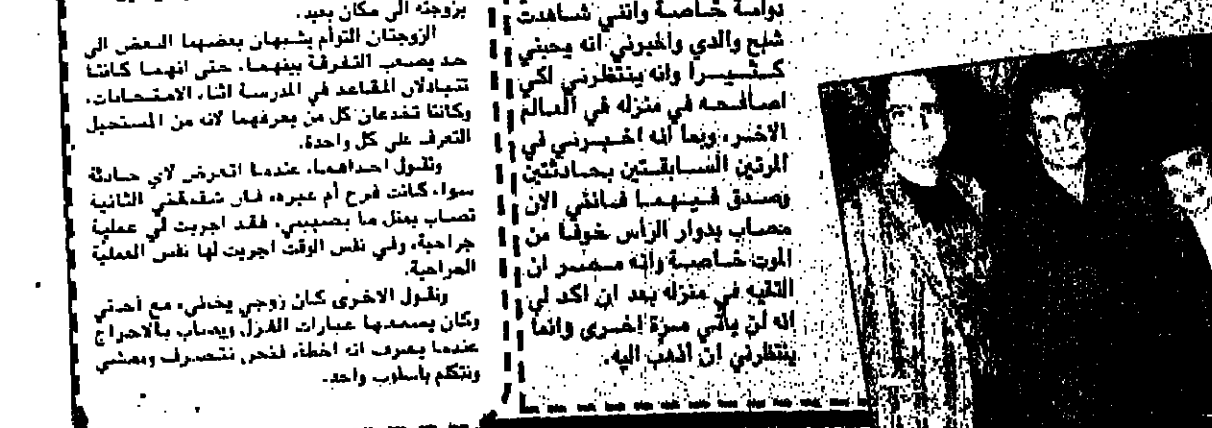 دوامة خاصة وانني شاهدت
شبح والدي واخبرني انه يحبني
كثيرا وانه ينتظرني لكي
اصافحه في منزله في العالم
الاخر، وبما انه اخبرني في
المرتين السابقتين بحادثتين
وصدق فيهما فانني الان
مصاب بدوار الرأس خوفا من
الموت خاصة وانه مصر ان
التقيه في منزله بعد ان اكد لي
انه لن يأتي مرة اخرى وانما
ينتظرني ان اذهب اليه.
بزوجته الى مكان بعيد.
الزوجتان التوأم يشبهان بعضهما البعض الى
حد يصعب التفرقة بينهما، حتى انهما كانتا
تتبادلان المقاعد في المدرسة اثناء الامتحانات،
وكانتا تخدعان كل من يعرفهما لانه من المستحيل
التعرف على كل واحدة.
وتقول احداهما، عندما اتعرض لاي حادثة
سواء كانت فرح أم غيره، فان شقيقتي الثانية
تصاب بمثل ما يصيبني، فقد اجريت لي عملية
جراحية، وفي نفس الوقت اجريت لها نفس العملية
الجراحية.
وتقول الاخرى كان زوجي يخطىء مع اختي
وكان يسمعها عبارات الغزل ويصاب بالاحراج
عندما يعرف انه اخطأ، فنحن نتصرف ونمشي
ونتكلم باسلوب واحد.